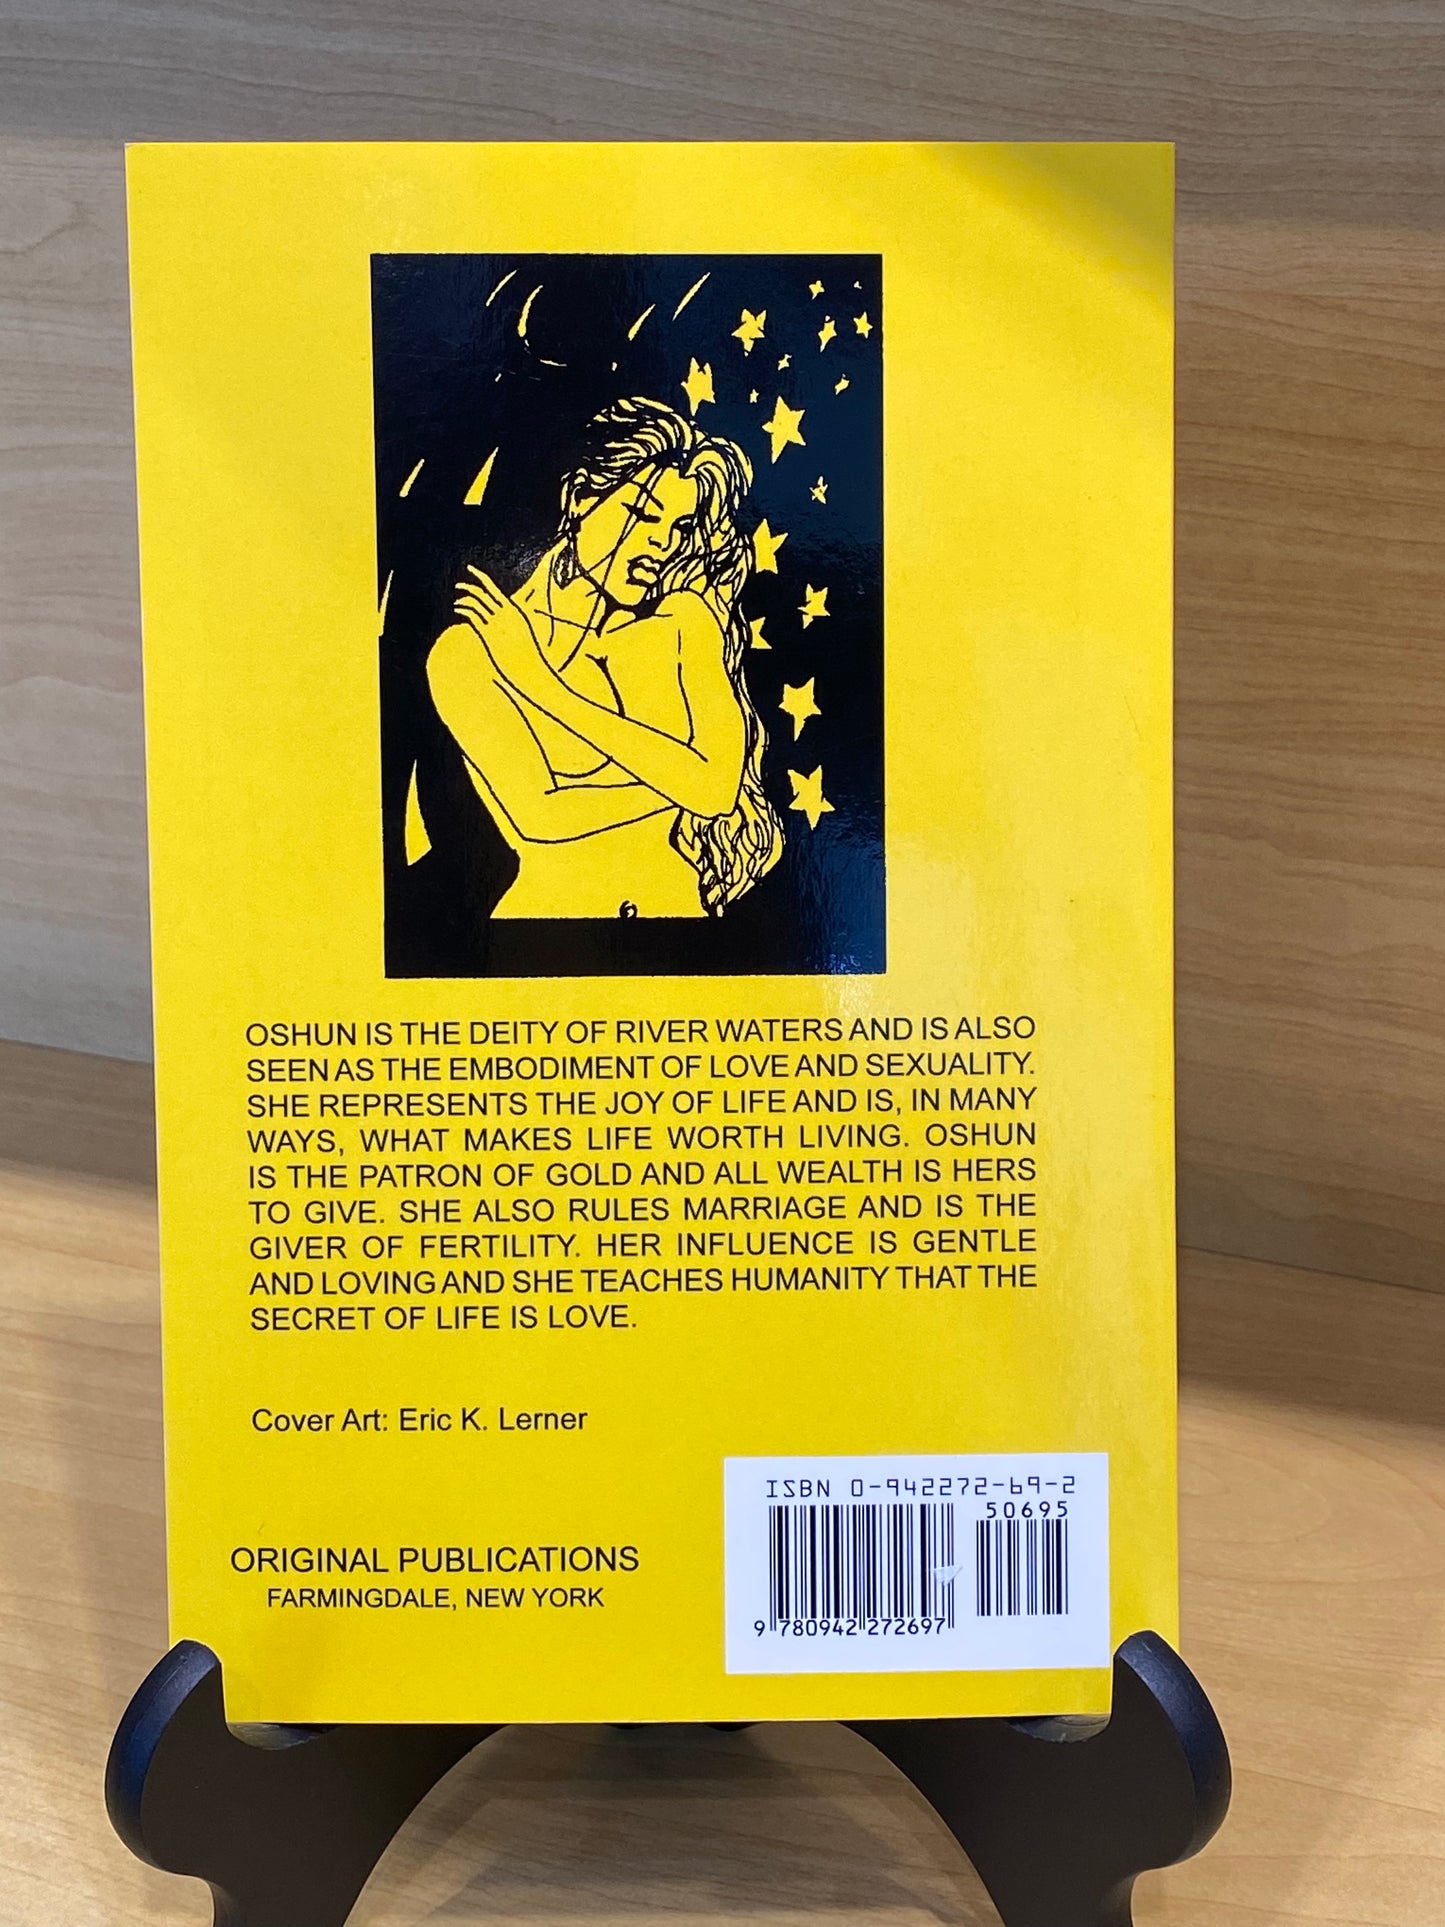 OSHUN IS THE DEITY OF RIVER WATERS AND IS ALSO
SEEN AS THE EMBODIMENT OF LOVE AND SEXUALITY.
SHE REPRESENTS THE JOY OF LIFE AND IS, IN MANY
WAYS, WHAT MAKES LIFE WORTH LIVING. OSHUN
IS THE PATRON OF GOLD AND ALL WEALTH IS HERS
TO GIVE. SHE ALSO RULES MARRIAGE AND IS THE
GIVER OF FERTILITY. HER INFLUENCE IS GENTLE
AND LOVING AND SHE TEACHES HUMANITY THAT THE
SECRET OF LIFE IS LOVE.
Cover Art: Eric K. Lerner
ORIGINAL PUBLICATIONS
FARMINGDALE, NEW YORK
ISBN 0-942272-69-2
50695
9 780942 272697